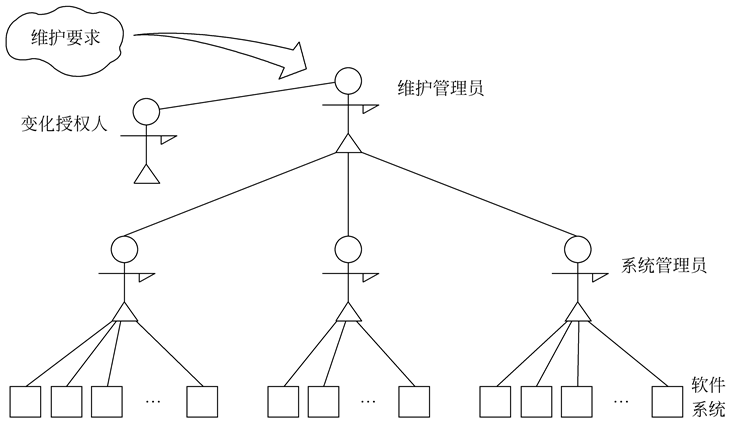 维护要求
维护管理员
变化授权人
系统管理员
… … …
软件
系统